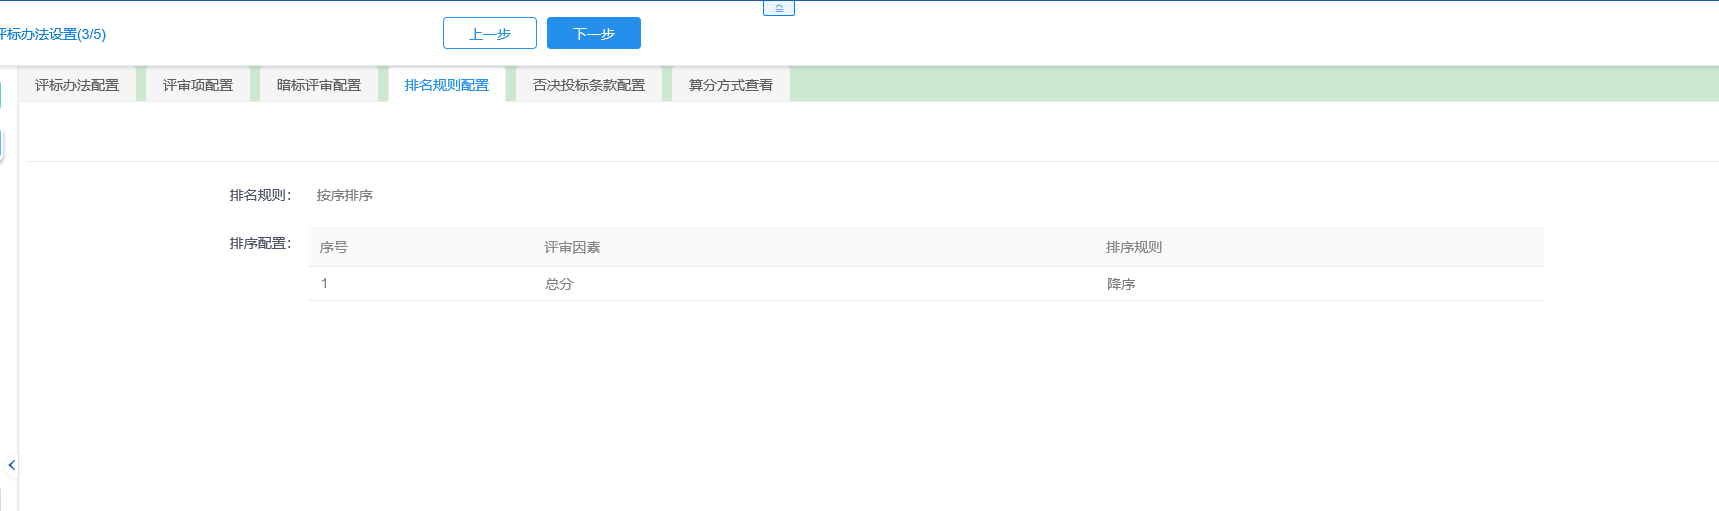 评标办法设置(3/5)
上一步 下一步
评标办法配置 评审项配置 暗标评审配置 排名规则配置 否决投标条款配置 算分方式查看
排名规则： 按序排序
排序配置： 序号 评审因素 排序规则
1 总分 降序